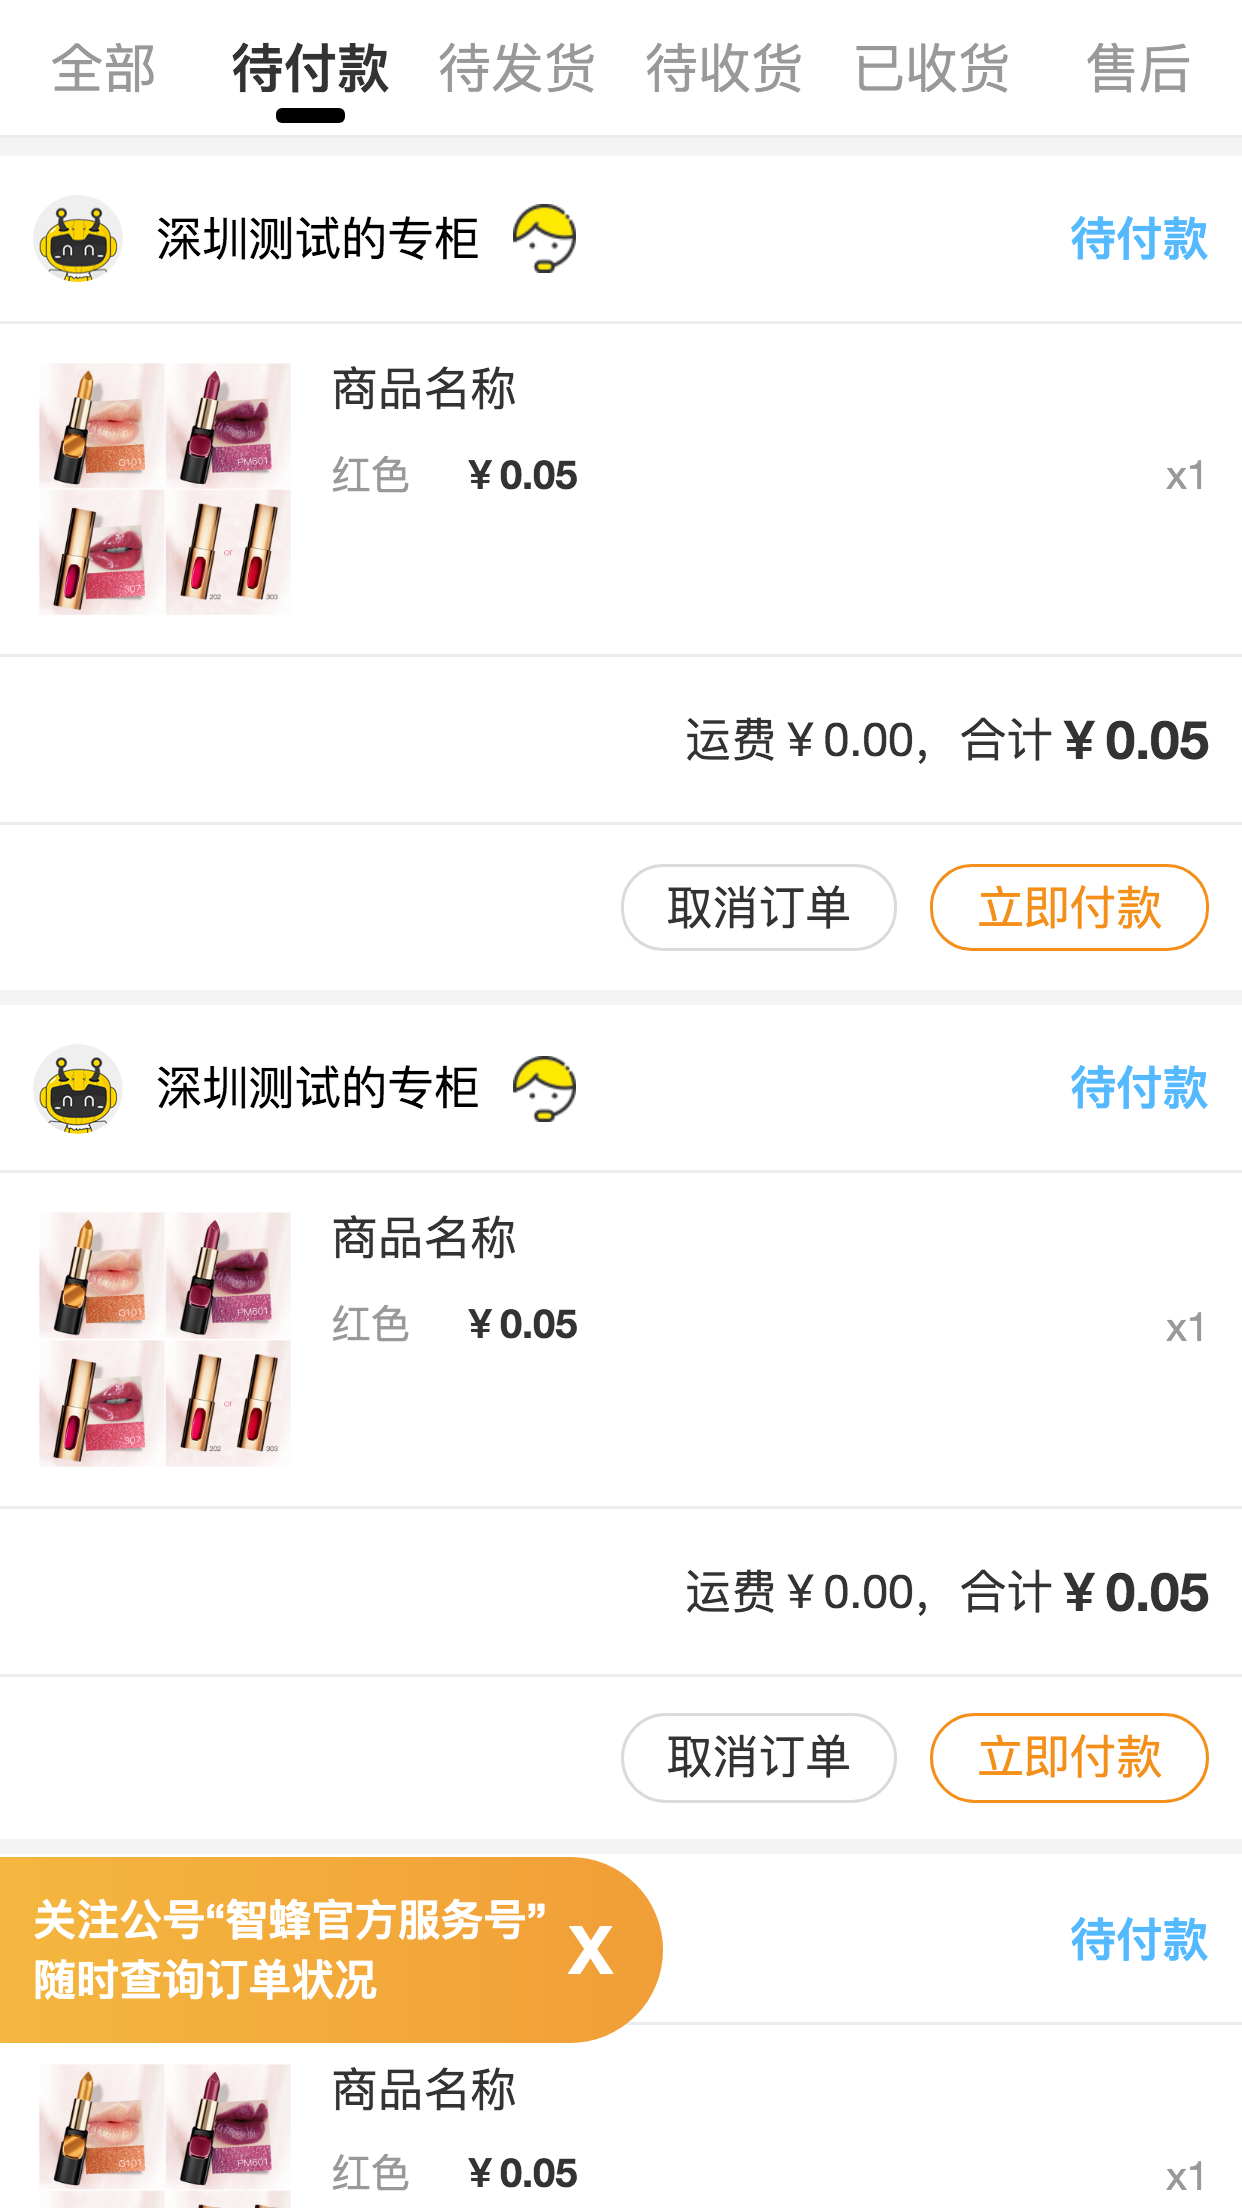 全部 待付款 待发货 待收货 已收货 售后
深圳测试的专柜 待付款
商品名称
红色 ¥0.05 x1
G101 PM601
307 or 202 303
运费¥0.00，合计¥0.05
取消订单 立即付款
深圳测试的专柜 待付款
商品名称
红色 ¥0.05 x1
G101 PM601
307 or 202 303
运费¥0.00，合计¥0.05
取消订单 立即付款
关注公号“智蜂官方服务号”
随时查询订单状况
X
待付款
商品名称
红色 ¥0.05 x1
G101 PM601